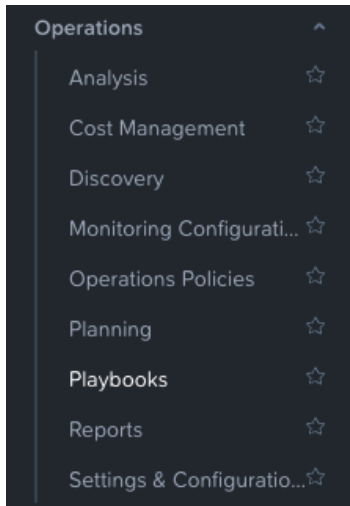 Operations
Analysis
Cost Management
Discovery
Monitoring Configurati...
Operations Policies
Planning
Playbooks
Reports
Settings & Configuratio...